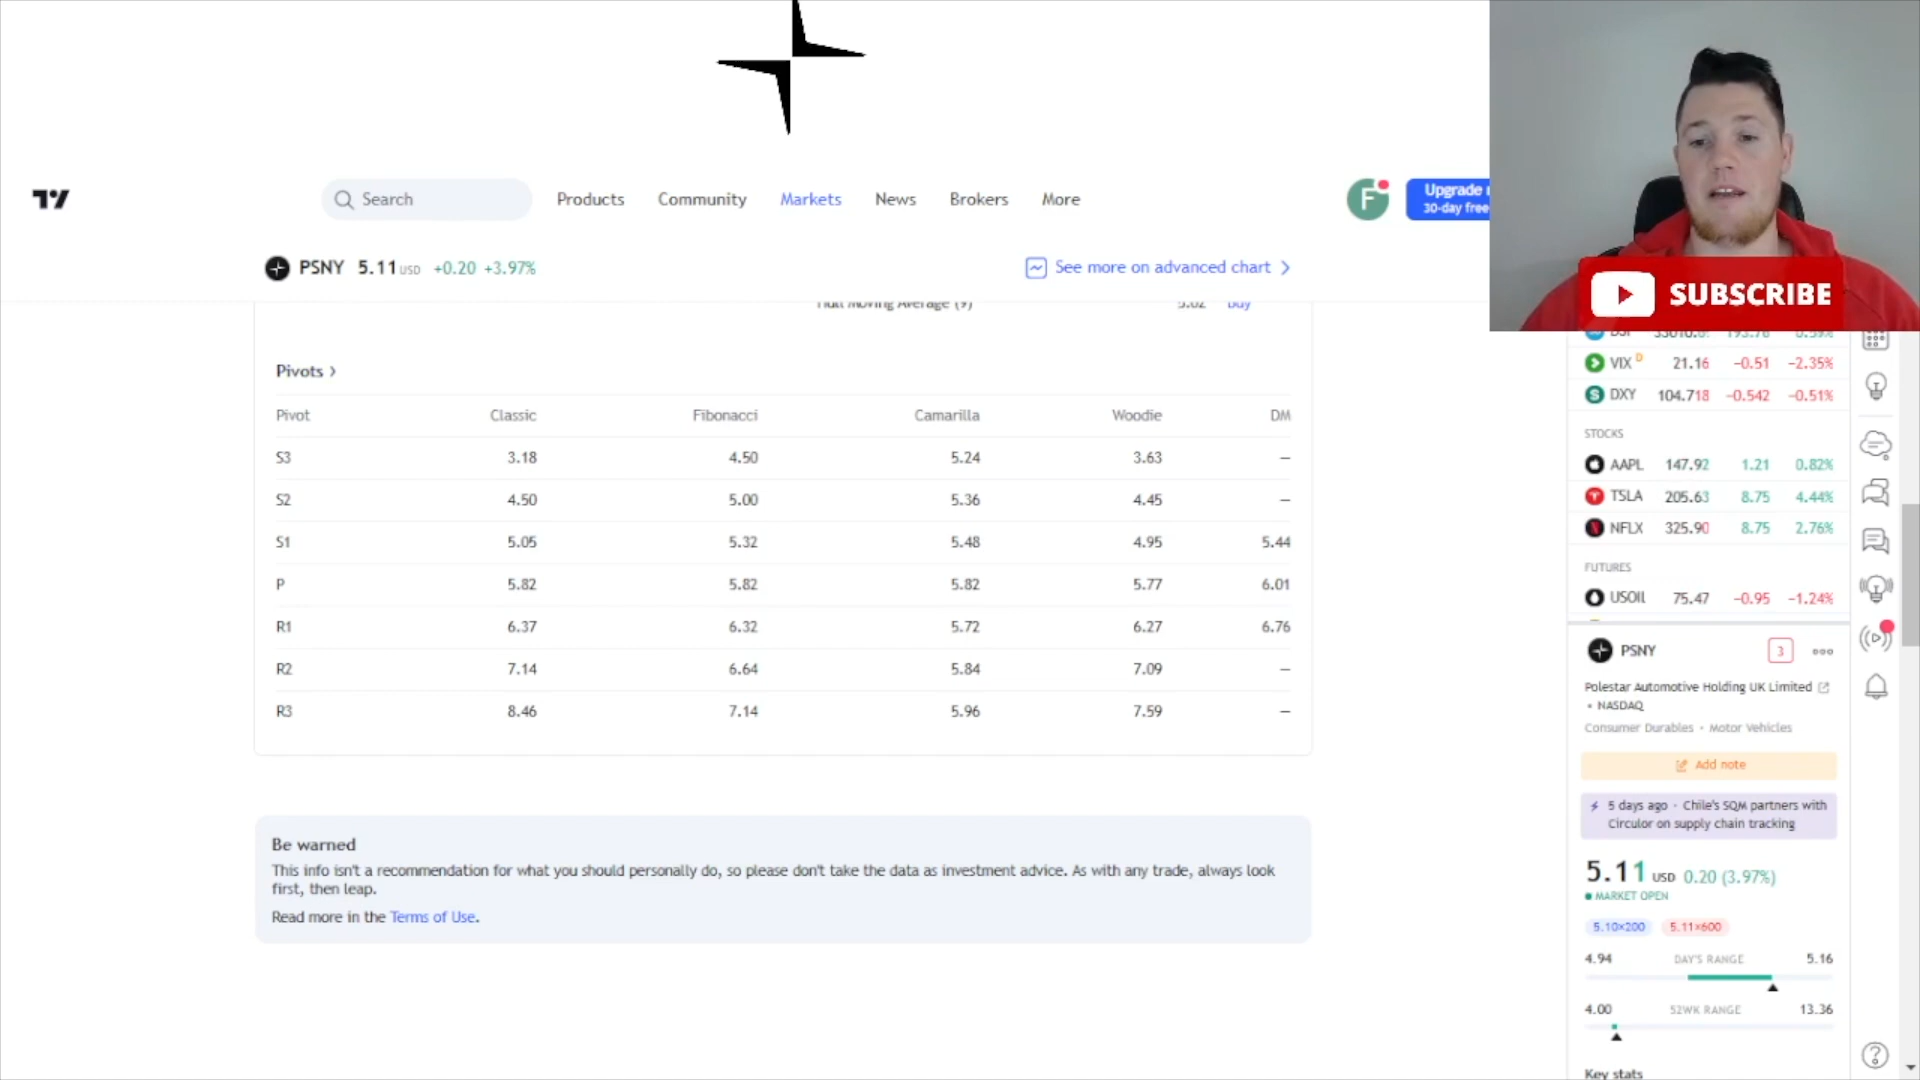 Search
Products
Community
Markets
News
Brokers
More
F
Upgrade
30-day free
PSNY 5.11 USD +0.20 +3.97%
See more on advanced chart
Hull Moving Average (9) 5.02 Buy
Pivots
Pivot Classic Fibonacci Camarilla Woodie DM
S3 3.18 4.50 5.24 3.63 —
S2 4.50 5.00 5.36 4.45 —
S1 5.05 5.32 5.48 4.95 5.44
P 5.82 5.82 5.82 5.77 6.01
R1 6.37 6.32 5.72 6.27 6.76
R2 7.14 6.64 5.84 7.09 —
R3 8.46 7.14 5.96 7.59 —
Be warned
This info isn't a recommendation for what you should personally do, so please don't take the data as investment advice. As with any trade, always look
first, then leap.
Read more in the Terms of Use.
SUBSCRIBE
VIX D 21.16 −0.51 −2.35%
DXY 104.718 −0.542 −0.51%
STOCKS
AAPL 147.92 1.21 0.82%
TSLA 205.63 8.75 4.44%
NFLX 325.90 8.75 2.76%
FUTURES
USOIL 75.47 −0.95 −1.24%
PSNY 3
Polestar Automotive Holding UK Limited
• NASDAQ
Consumer Durables • Motor Vehicles
Add note
5 days ago · Chile's SQM partners with
Circulor on supply chain tracking
5.11 USD 0.20 (3.97%)
MARKET OPEN
5.10×200 5.11×600
4.94 DAY'S RANGE 5.16
4.00 52WK RANGE 13.36
Key stats